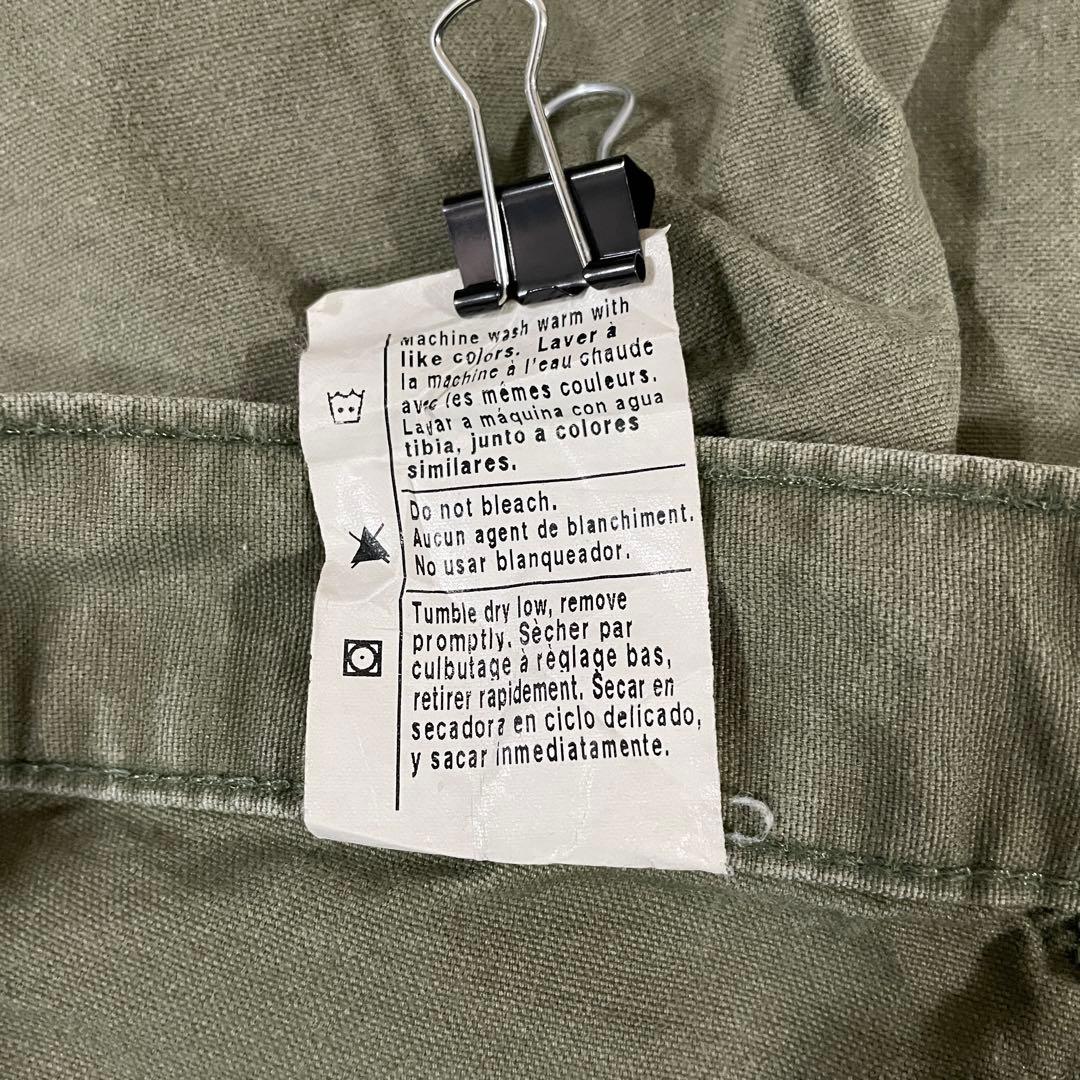 Machine wash warm with
like colors. Laver à
la machine à l'eau chaude
avec les mêmes couleurs.
Lavar a máquina con agua
tibia, junto a colores
similares.
Do not bleach.
Aucun agent de blanchiment.
No usar blanqueador.
Tumble dry low, remove
promptly. Sècher par
culbutage à règlage bas,
retirer rapidement. Secar en
secadora en ciclo delicado,
y sacar inmediatamente.